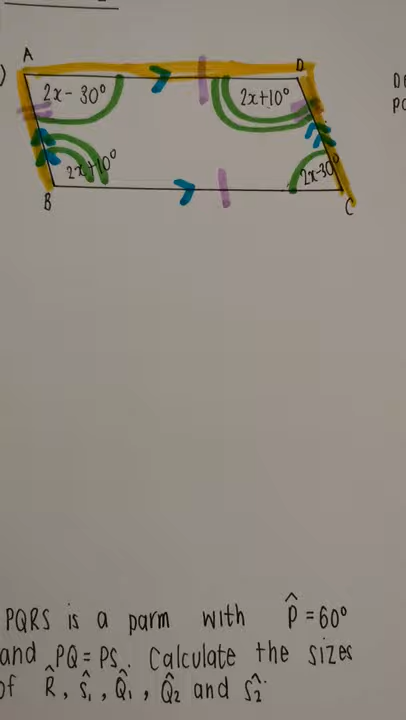 )
A
D
2x - 30°
2x+10°
2x+10°
2x-30°
B
C
PQRS is a parm with P̂ = 60°
and PQ = PS. Calculate the sizes
of R̂, Ŝ₁, Q̂₁, Q̂₂ and Ŝ₂.